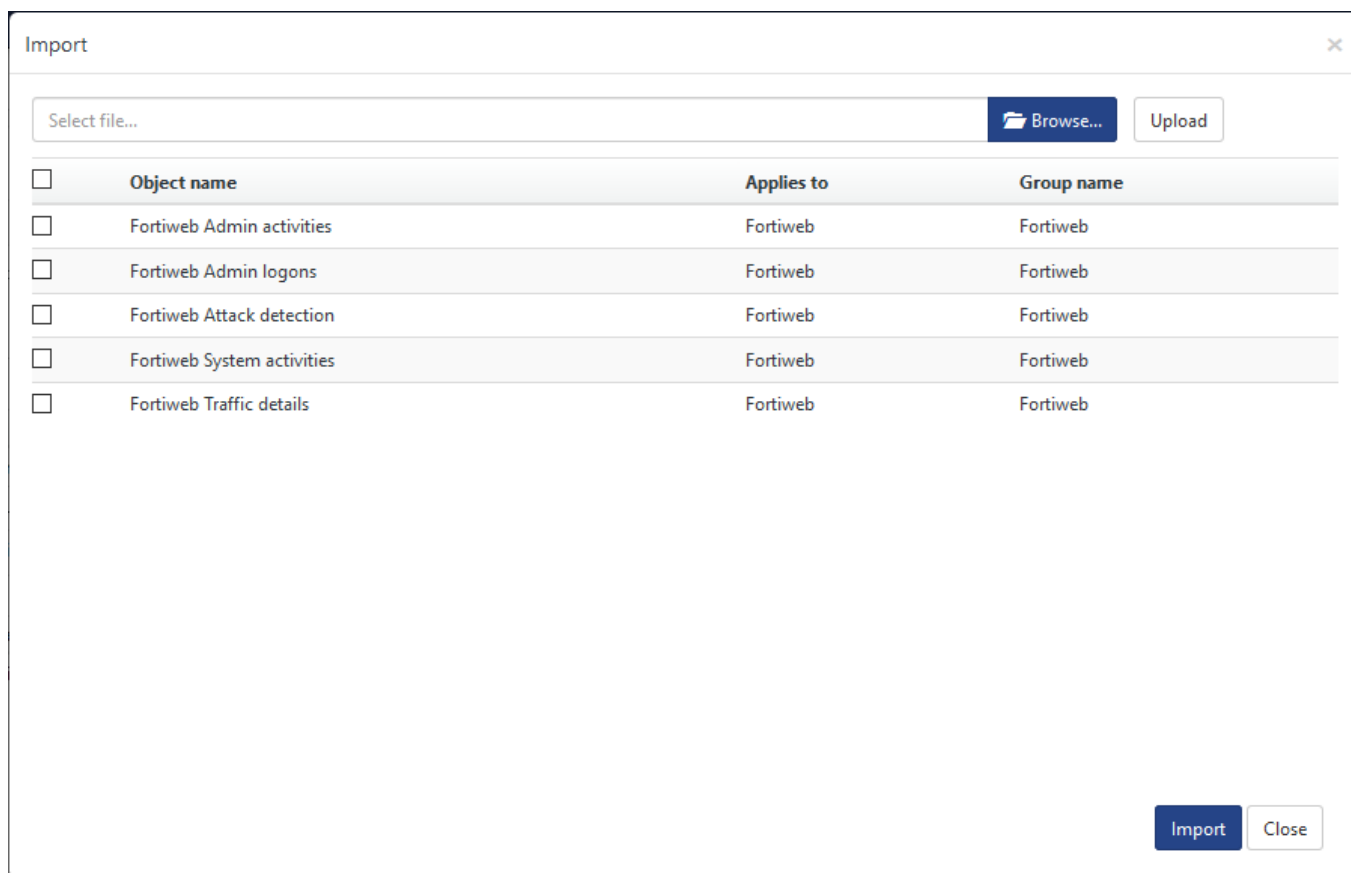 Import ×
Select file... Browse... Upload
Object name Applies to Group name
Fortiweb Admin activities Fortiweb Fortiweb
Fortiweb Admin logons Fortiweb Fortiweb
Fortiweb Attack detection Fortiweb Fortiweb
Fortiweb System activities Fortiweb Fortiweb
Fortiweb Traffic details Fortiweb Fortiweb
Import Close